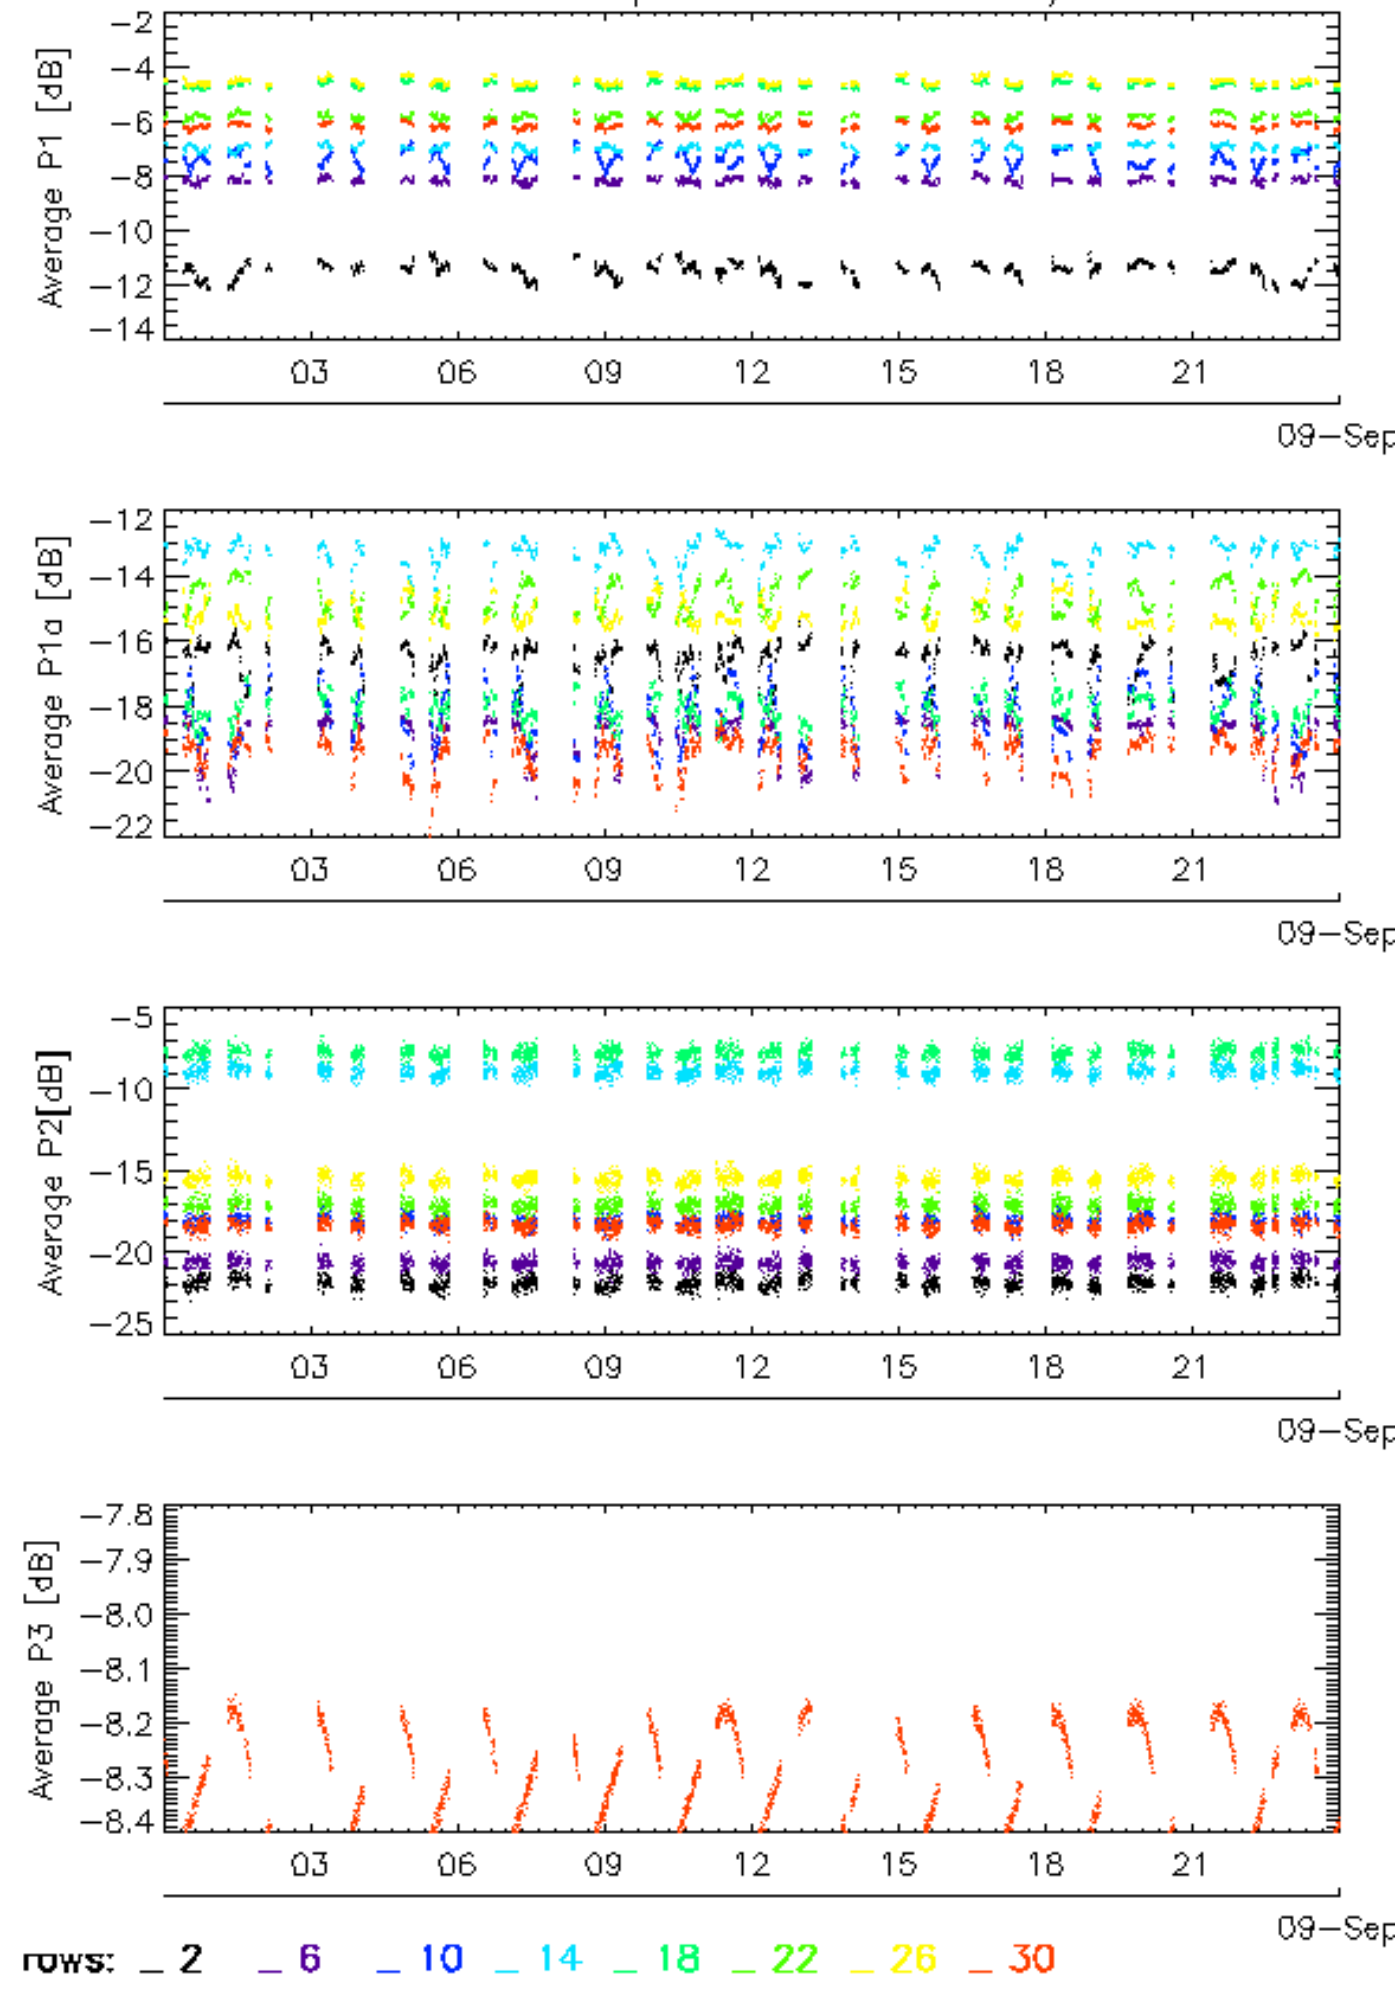 Average P1 [dB]
−2
−4
−6
−8
−10
−12
−14
03 06 09 12 15 18 21
09−Sep
Average P1a [dB]
−12
−14
−16
−18
−20
−22
03 06 09 12 15 18 21
09−Sep
Average P2[dB]
−5
−10
−15
−20
−25
03 06 09 12 15 18 21
09−Sep
Average P3 [dB]
−7.8
−7.9
−8.0
−8.1
−8.2
−8.3
−8.4
03 06 09 12 15 18 21
09−Sep
rows: _ 2 _ 6 _ 10 _ 14 _ 18 _ 22 _ 26 _ 30